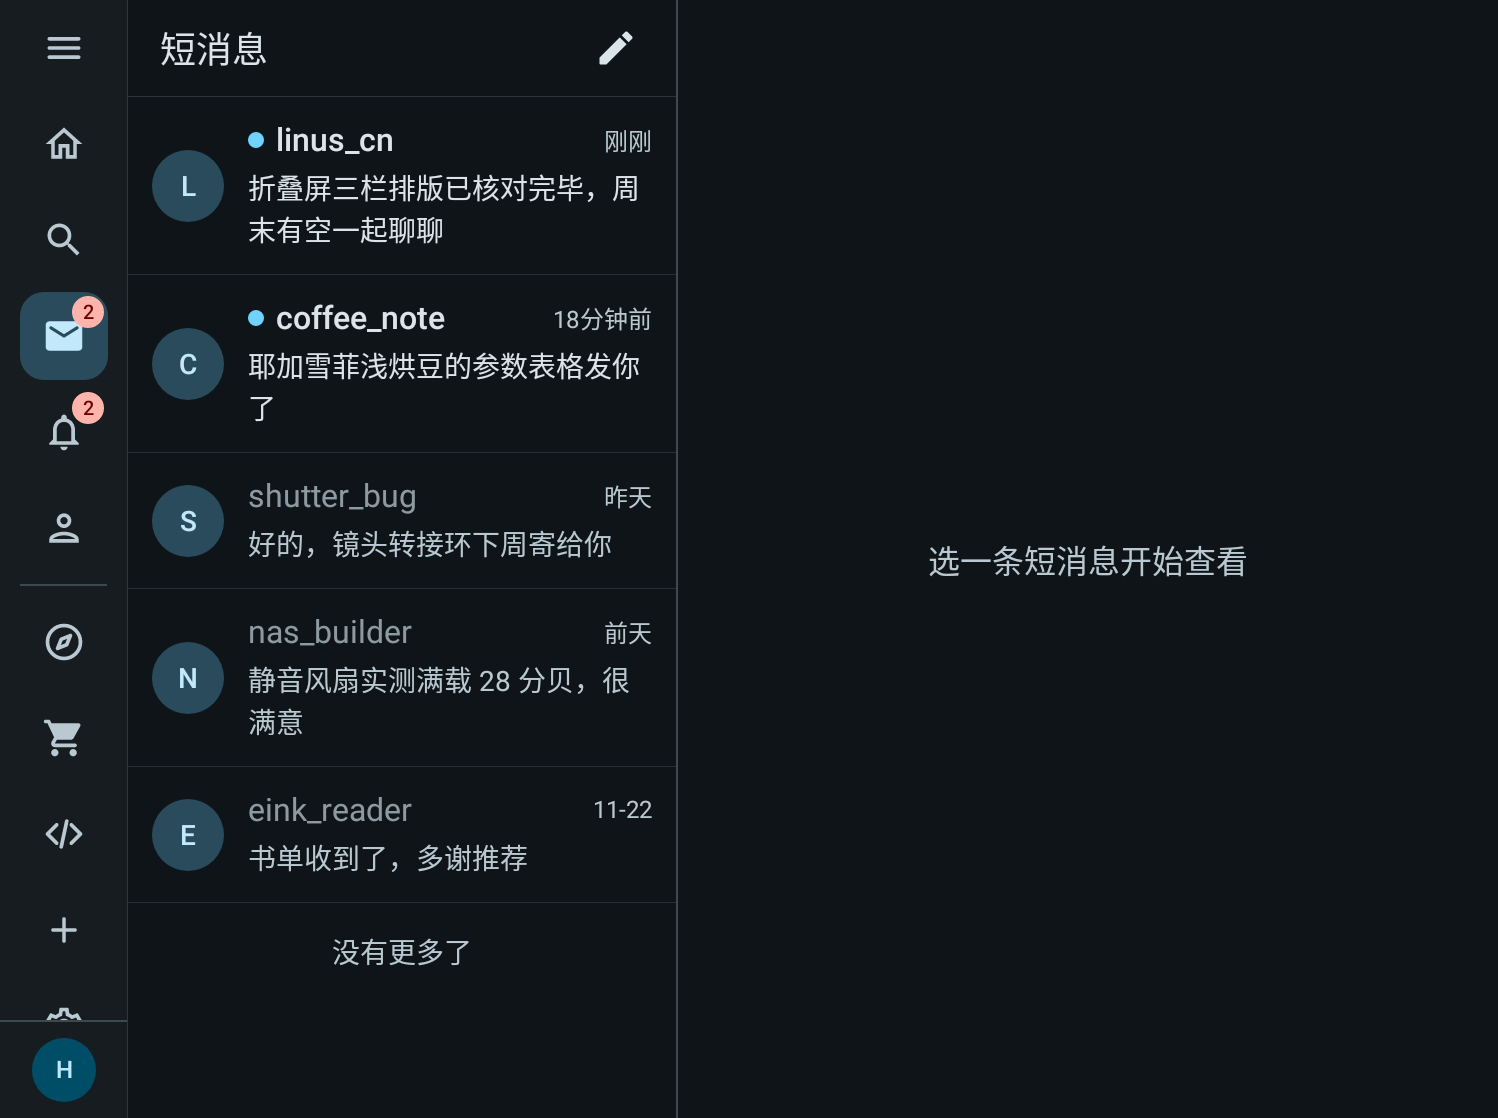 短消息
linus_cn
刚刚
折叠屏三栏排版已核对完毕，周
末有空一起聊聊
L
coffee_note
18分钟前
耶加雪菲浅烘豆的参数表格发你
了
C
shutter_bug
昨天
好的，镜头转接环下周寄给你
S
nas_builder
前天
静音风扇实测满载 28 分贝，很
满意
N
eink_reader
11-22
书单收到了，多谢推荐
E
没有更多了
2
2
H
选一条短消息开始查看